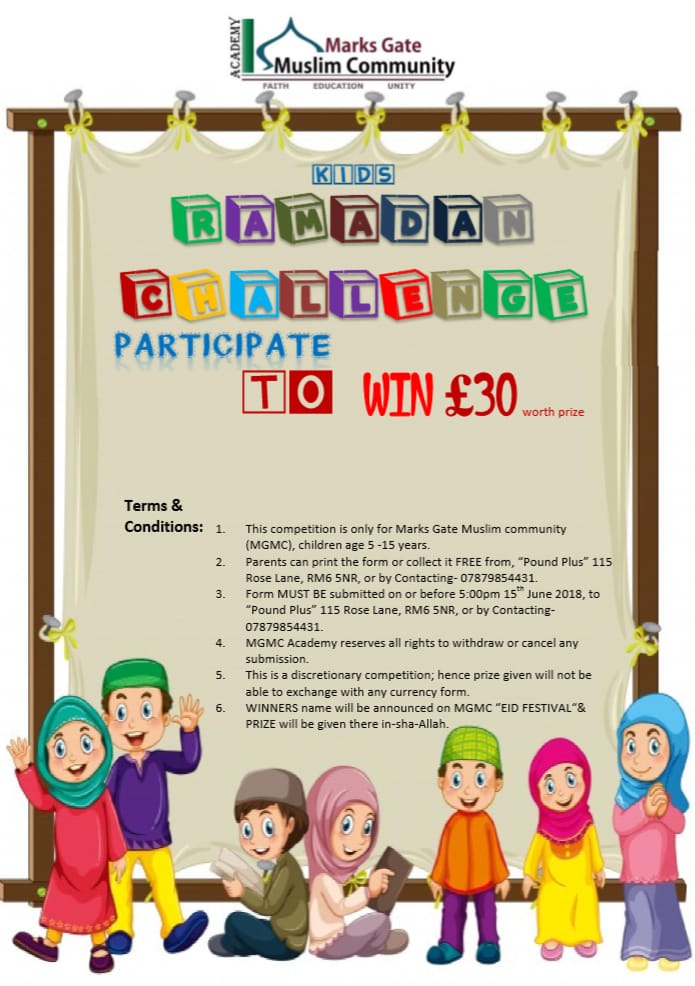 ACADEMY
Marks Gate
Muslim Community
FAITH EDUCATION UNITY
KIDS
RAMADAN
CHALLENGE
PARTICIPATE
TO WIN £30 worth prize
Terms &
Conditions:
1. This competition is only for Marks Gate Muslim community
(MGMC), children age 5 -15 years.
2. Parents can print the form or collect it FREE from, “Pound Plus” 115
Rose Lane, RM6 5NR, or by Contacting- 07879854431.
3. Form MUST BE submitted on or before 5:00pm 15th June 2018, to
“Pound Plus” 115 Rose Lane, RM6 5NR, or by Contacting-
07879854431.
4. MGMC Academy reserves all rights to withdraw or cancel any
submission.
5. This is a discretionary competition; hence prize given will not be
able to exchange with any currency form.
6. WINNERS name will be announced on MGMC “EID FESTIVAL“&
PRIZE will be given there in-sha-Allah.